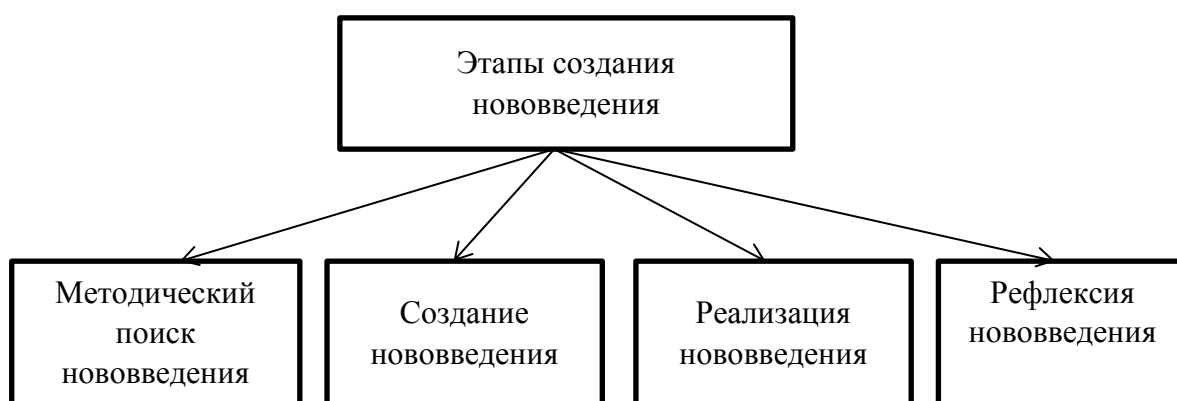 Этапы создания
нововведения
Методический
поиск
нововведения
Создание
нововведения
Реализация
нововведения
Рефлексия
нововведения